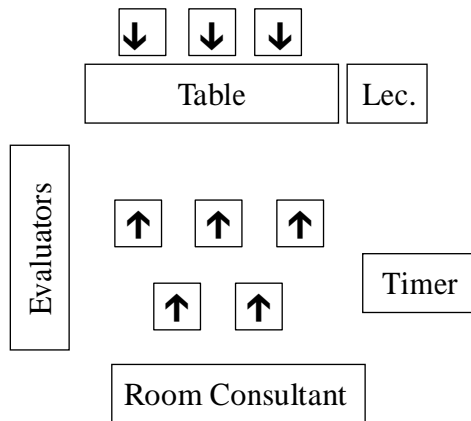 Table
Lec.
Evaluators
Timer
Room Consultant